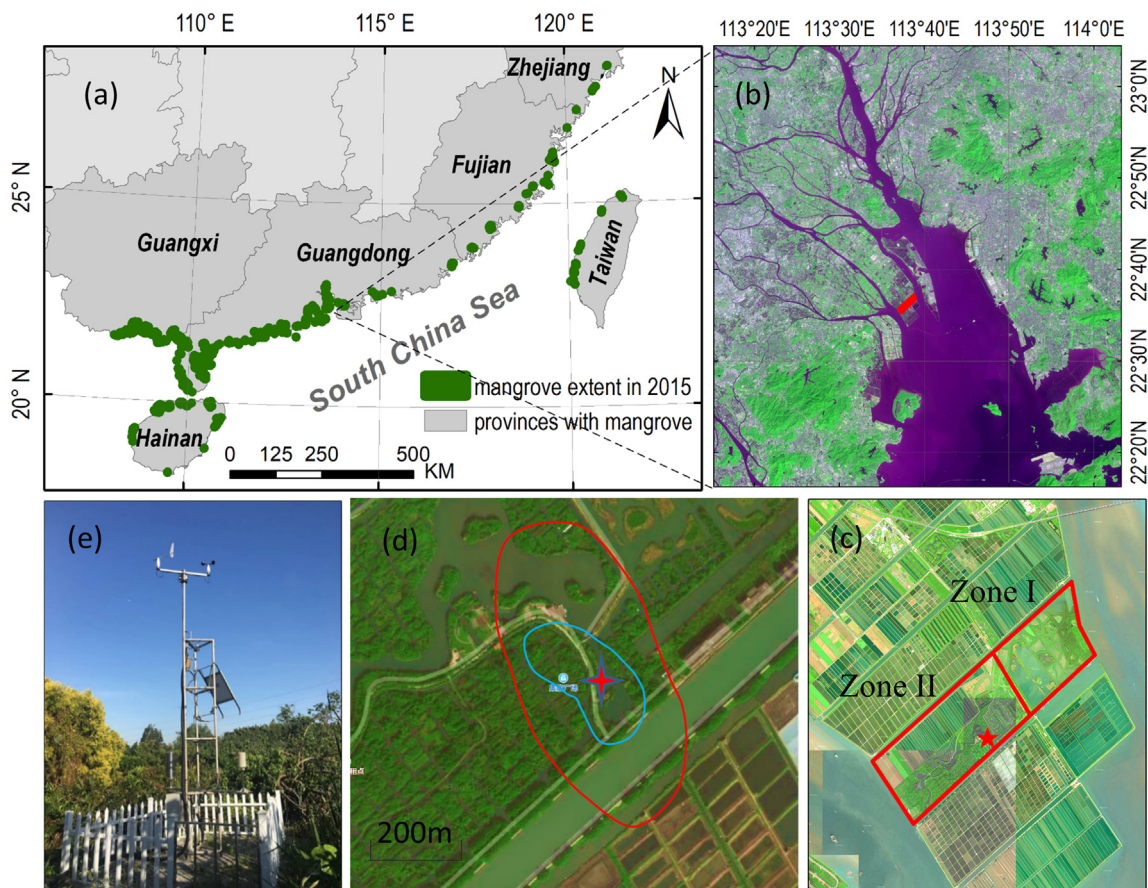 110°E 115°E 120°E
(a)
Zhejiang
N
Fujian
25° N
Guangxi
Guangdong
Taiwan
South China Sea
mangrove extent in 2015
provinces with mangrove
20° N
Hainan
0 125 250 500
KM
113°20'E 113°30'E 113°40'E 113°50'E 114°0'E
(b)
23°0'N
22°50'N
22°40'N
22°30'N
22°20'N
(e)
(d)
200m
(c)
Zone I
Zone II